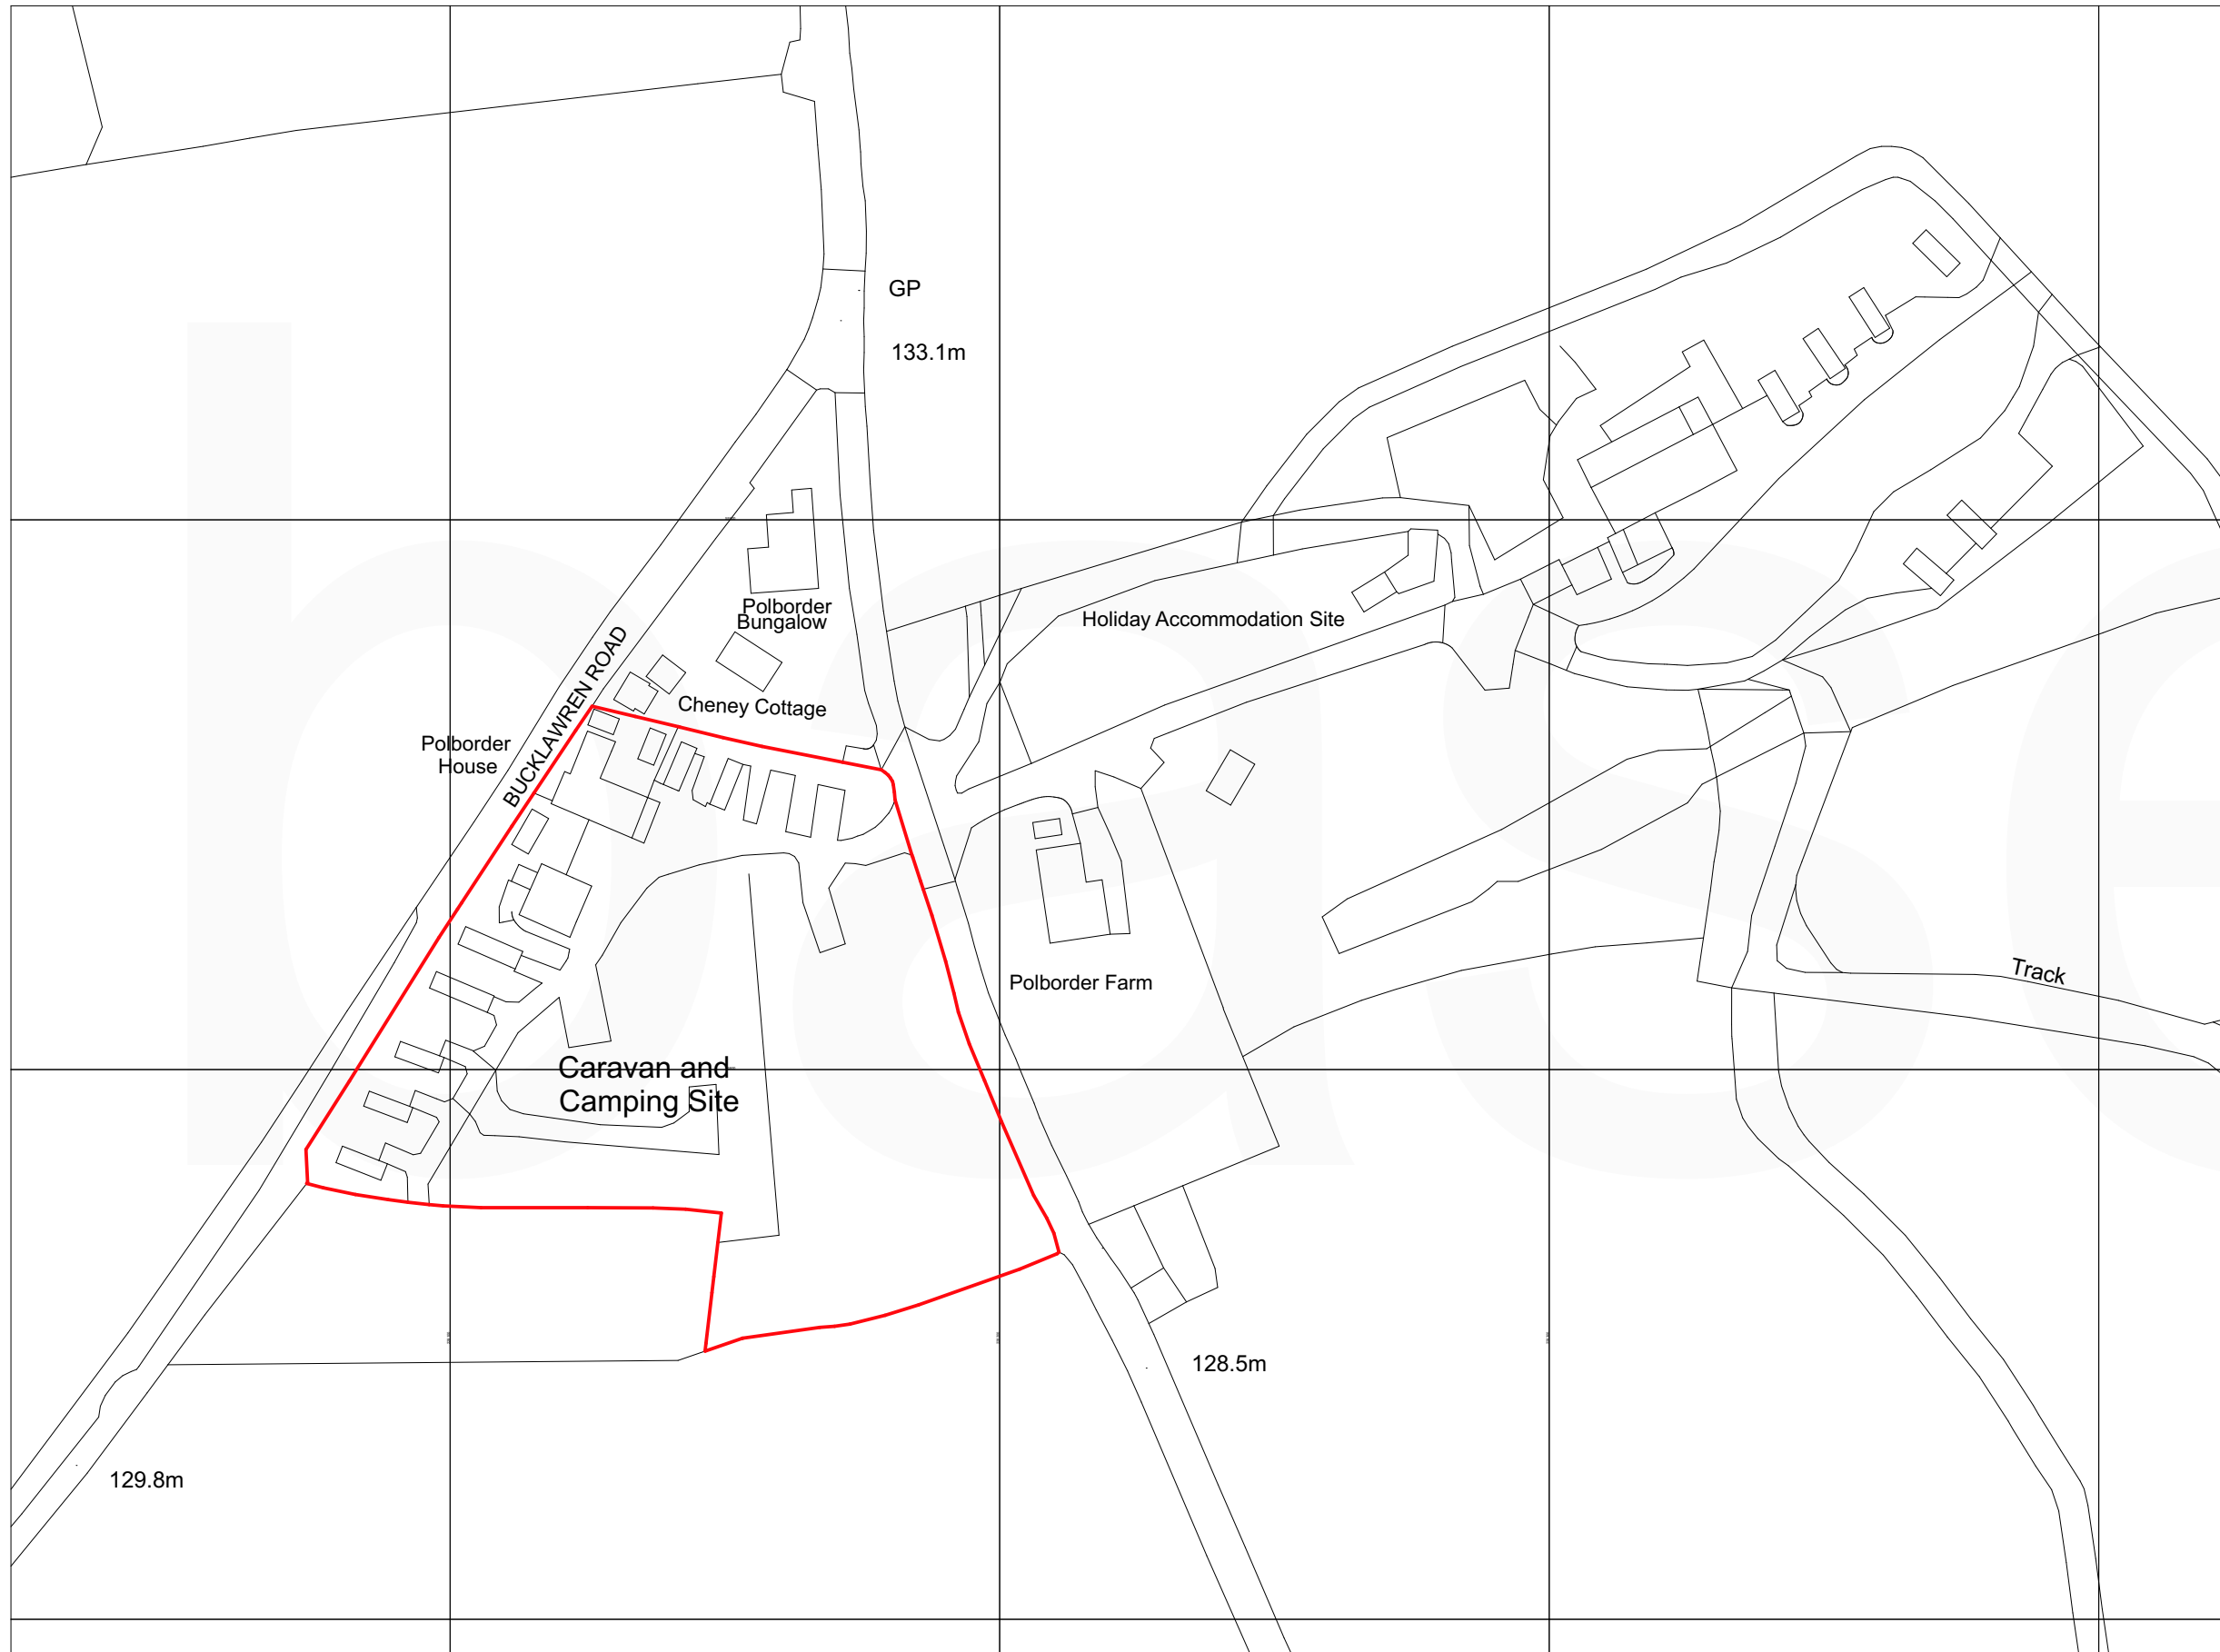 GP
133.1m
Polborder
Bungalow
Holiday Accommodation Site
BUCKLAWREN ROAD
Cheney Cottage
Polborder
House
Polborder Farm
Track
Caravan and
Camping Site
128.5m
129.8m
base